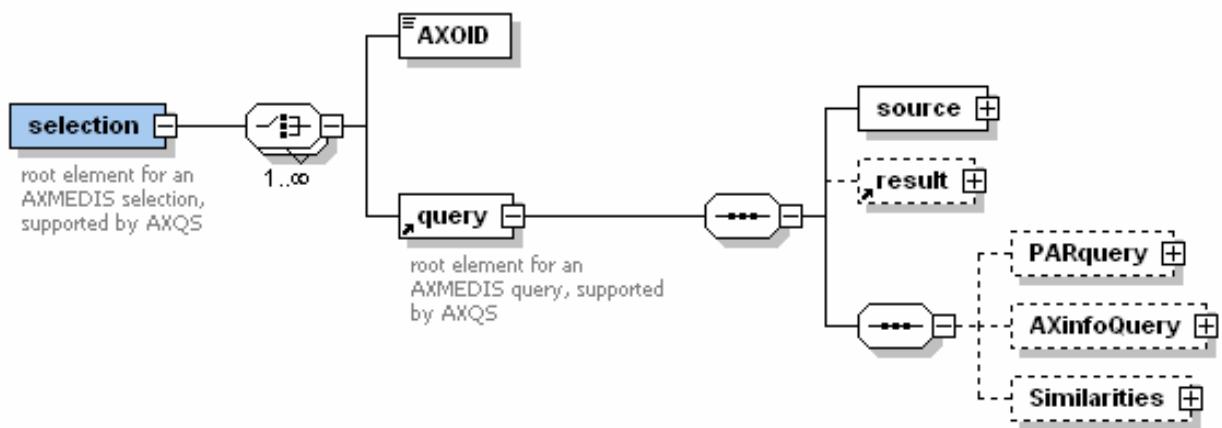 AXOID
selection
root element for an
AXMEDIS selection,
supported by AXQS
1..∞
query
root element for an
AXMEDIS query, supported
by AXQS
source
result
PARquery
AXinfoQuery
Similarities